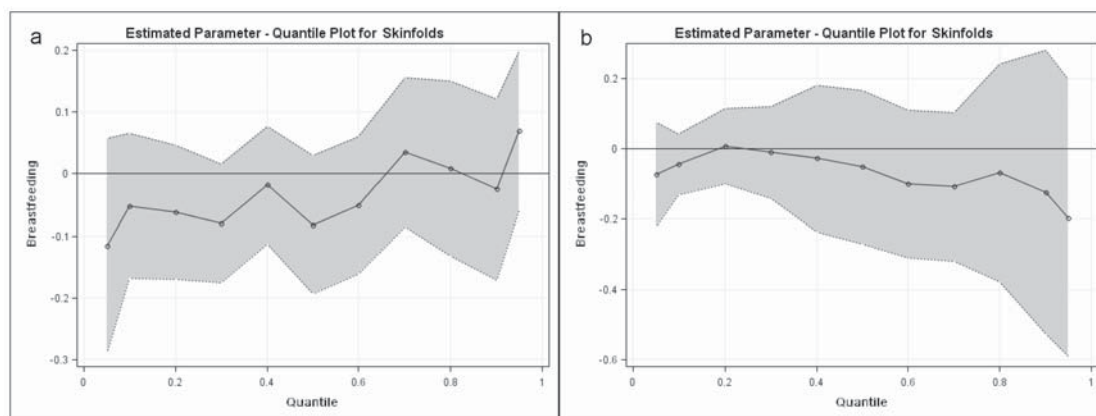 a
Estimated Parameter - Quantile Plot for Skinfolds
0.2
0.1
0
-0.1
-0.2
-0.3
Breastfeeding
0
0.2
0.4
0.6
0.8
1
Quantile
b
Estimated Parameter - Quantile Plot for Skinfolds
0.2
0
-0.2
-0.4
-0.6
Breastfeeding
0
0.2
0.4
0.6
0.8
1
Quantile